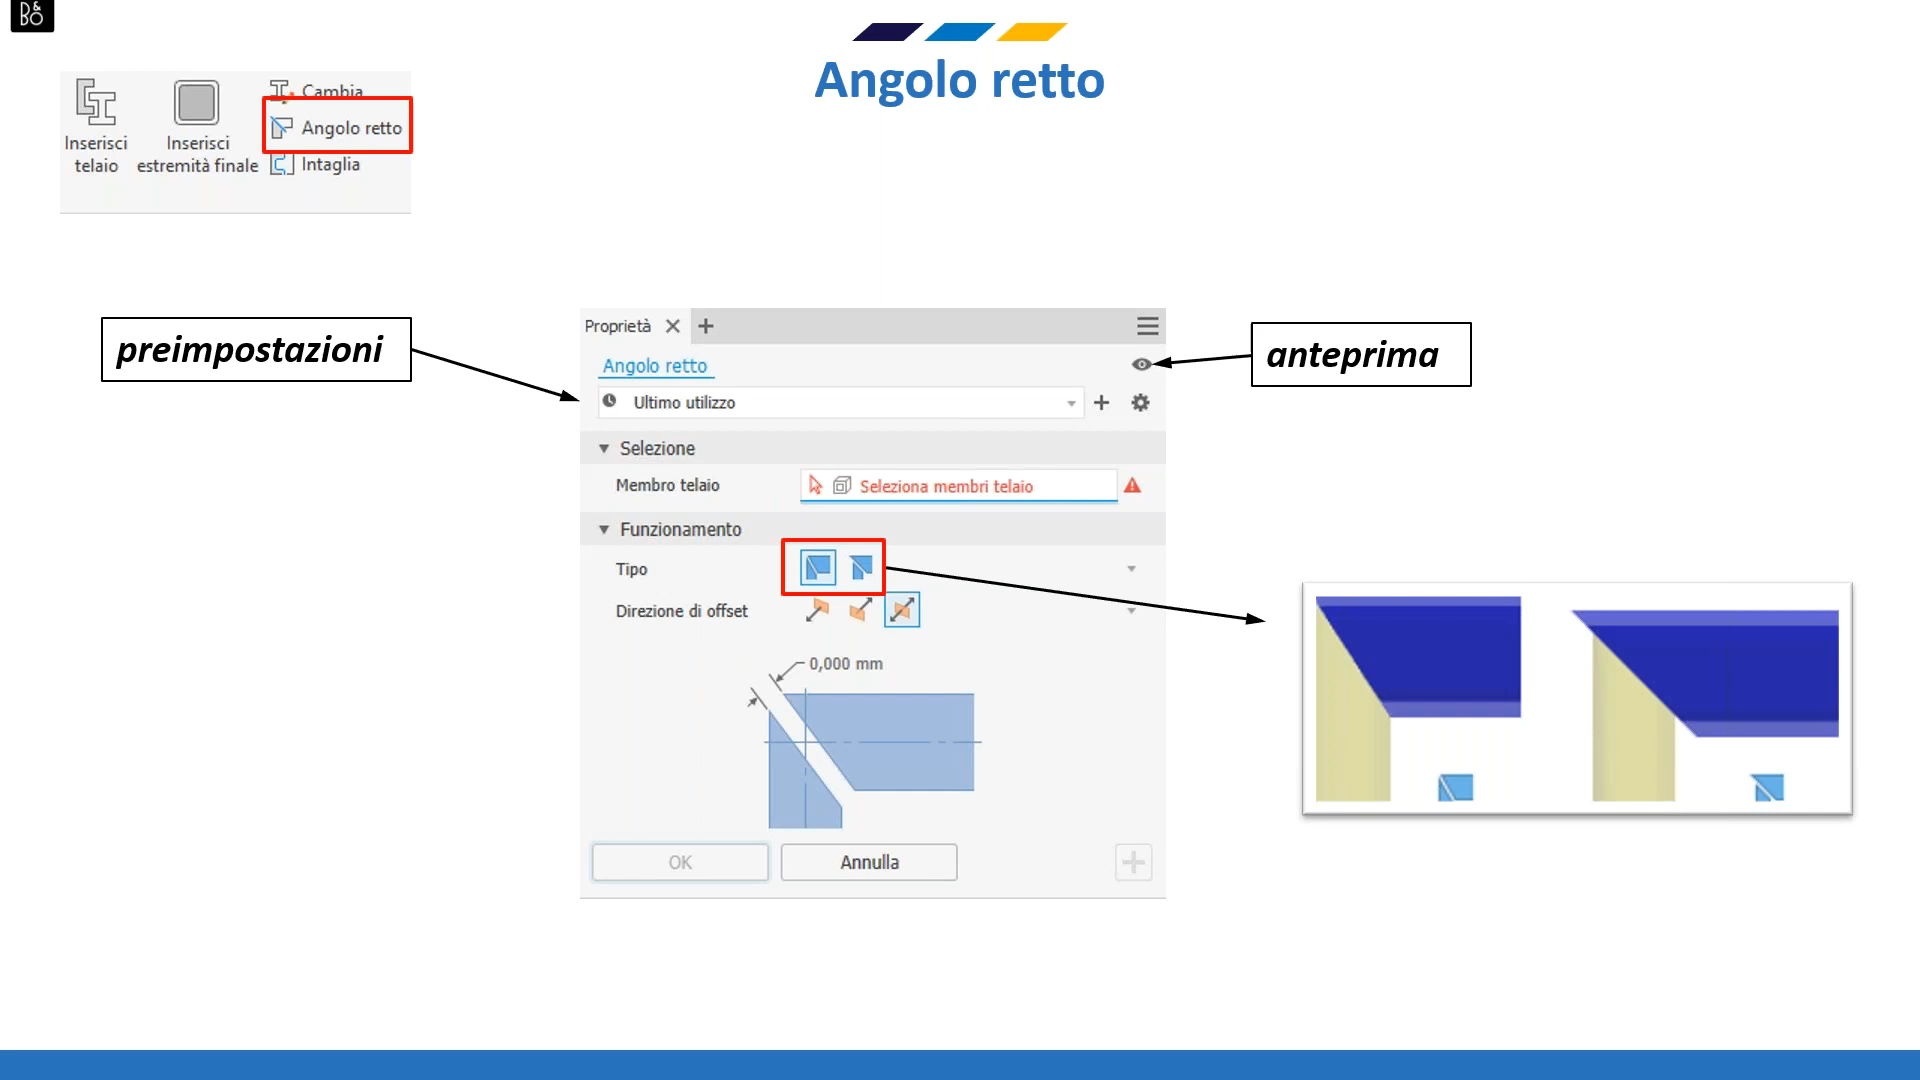 B&O
Angolo retto
Inserisci
telaio
Inserisci
estremità finale
Cambia
Angolo retto
Intaglia
preimpostazioni
anteprima
Proprietà
Angolo retto
Ultimo utilizzo
Selezione
Membro telaio
Seleziona membri telaio
Funzionamento
Tipo
Direzione di offset
0,000 mm
OK
Annulla